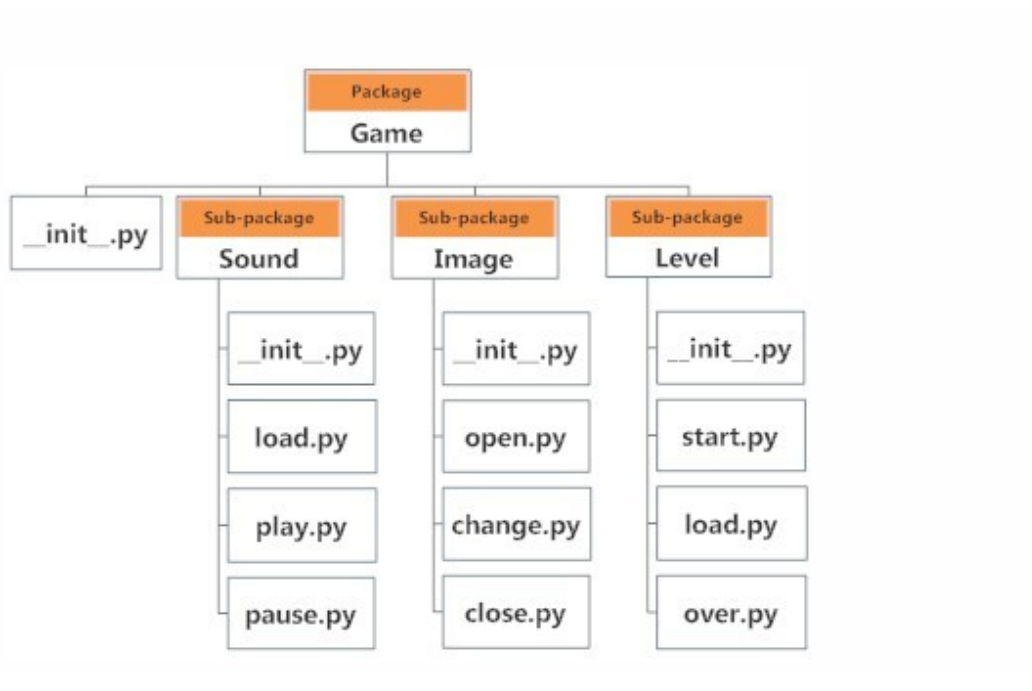 Package
Game
__init__.py
Sub-package
Sound
__init__.py
load.py
play.py
pause.py
Sub-package
Image
__init__.py
open.py
change.py
close.py
Sub-package
Level
__init__.py
start.py
load.py
over.py